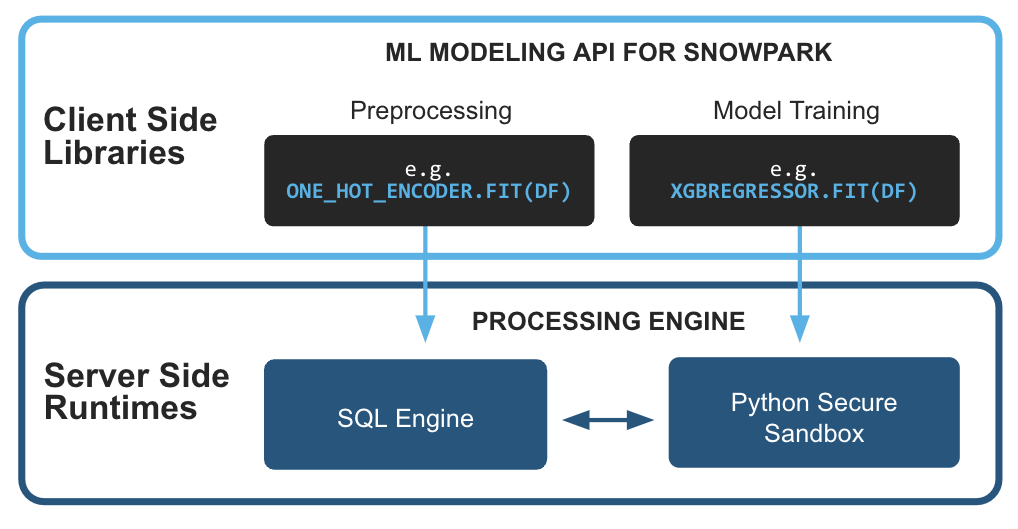 ML MODELING API FOR SNOWPARK
Client Side
Libraries
Preprocessing
e.g.
ONE_HOT_ENCODER.FIT(DF)
Model Training
e.g.
XGBREGRESSOR.FIT(DF)
PROCESSING ENGINE
Server Side
Runtimes
SQL Engine
Python Secure
Sandbox